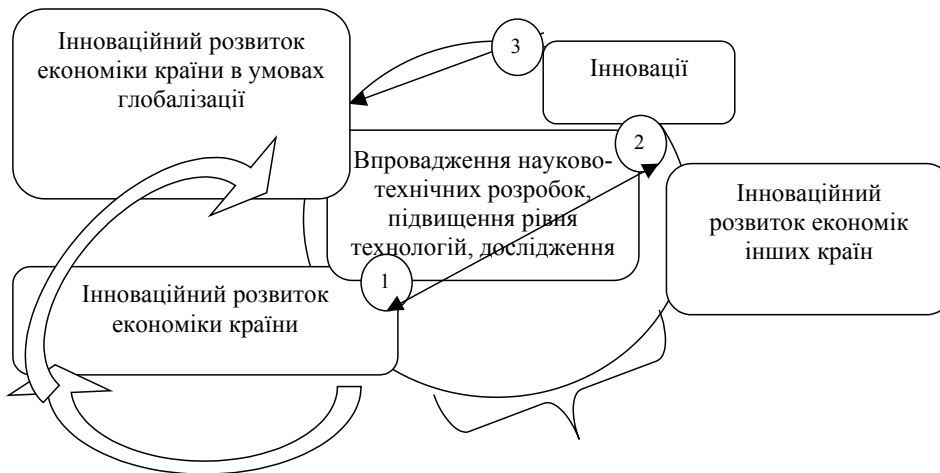 Інноваційний розвиток
економіки країни в умовах
глобалізації
3
Інновації
2
Впровадження науково-
технічних розробок,
підвищення рівня
технологій, дослідження
Інноваційний
розвиток економік
інших країн
1
Інноваційний розвиток
економіки країни